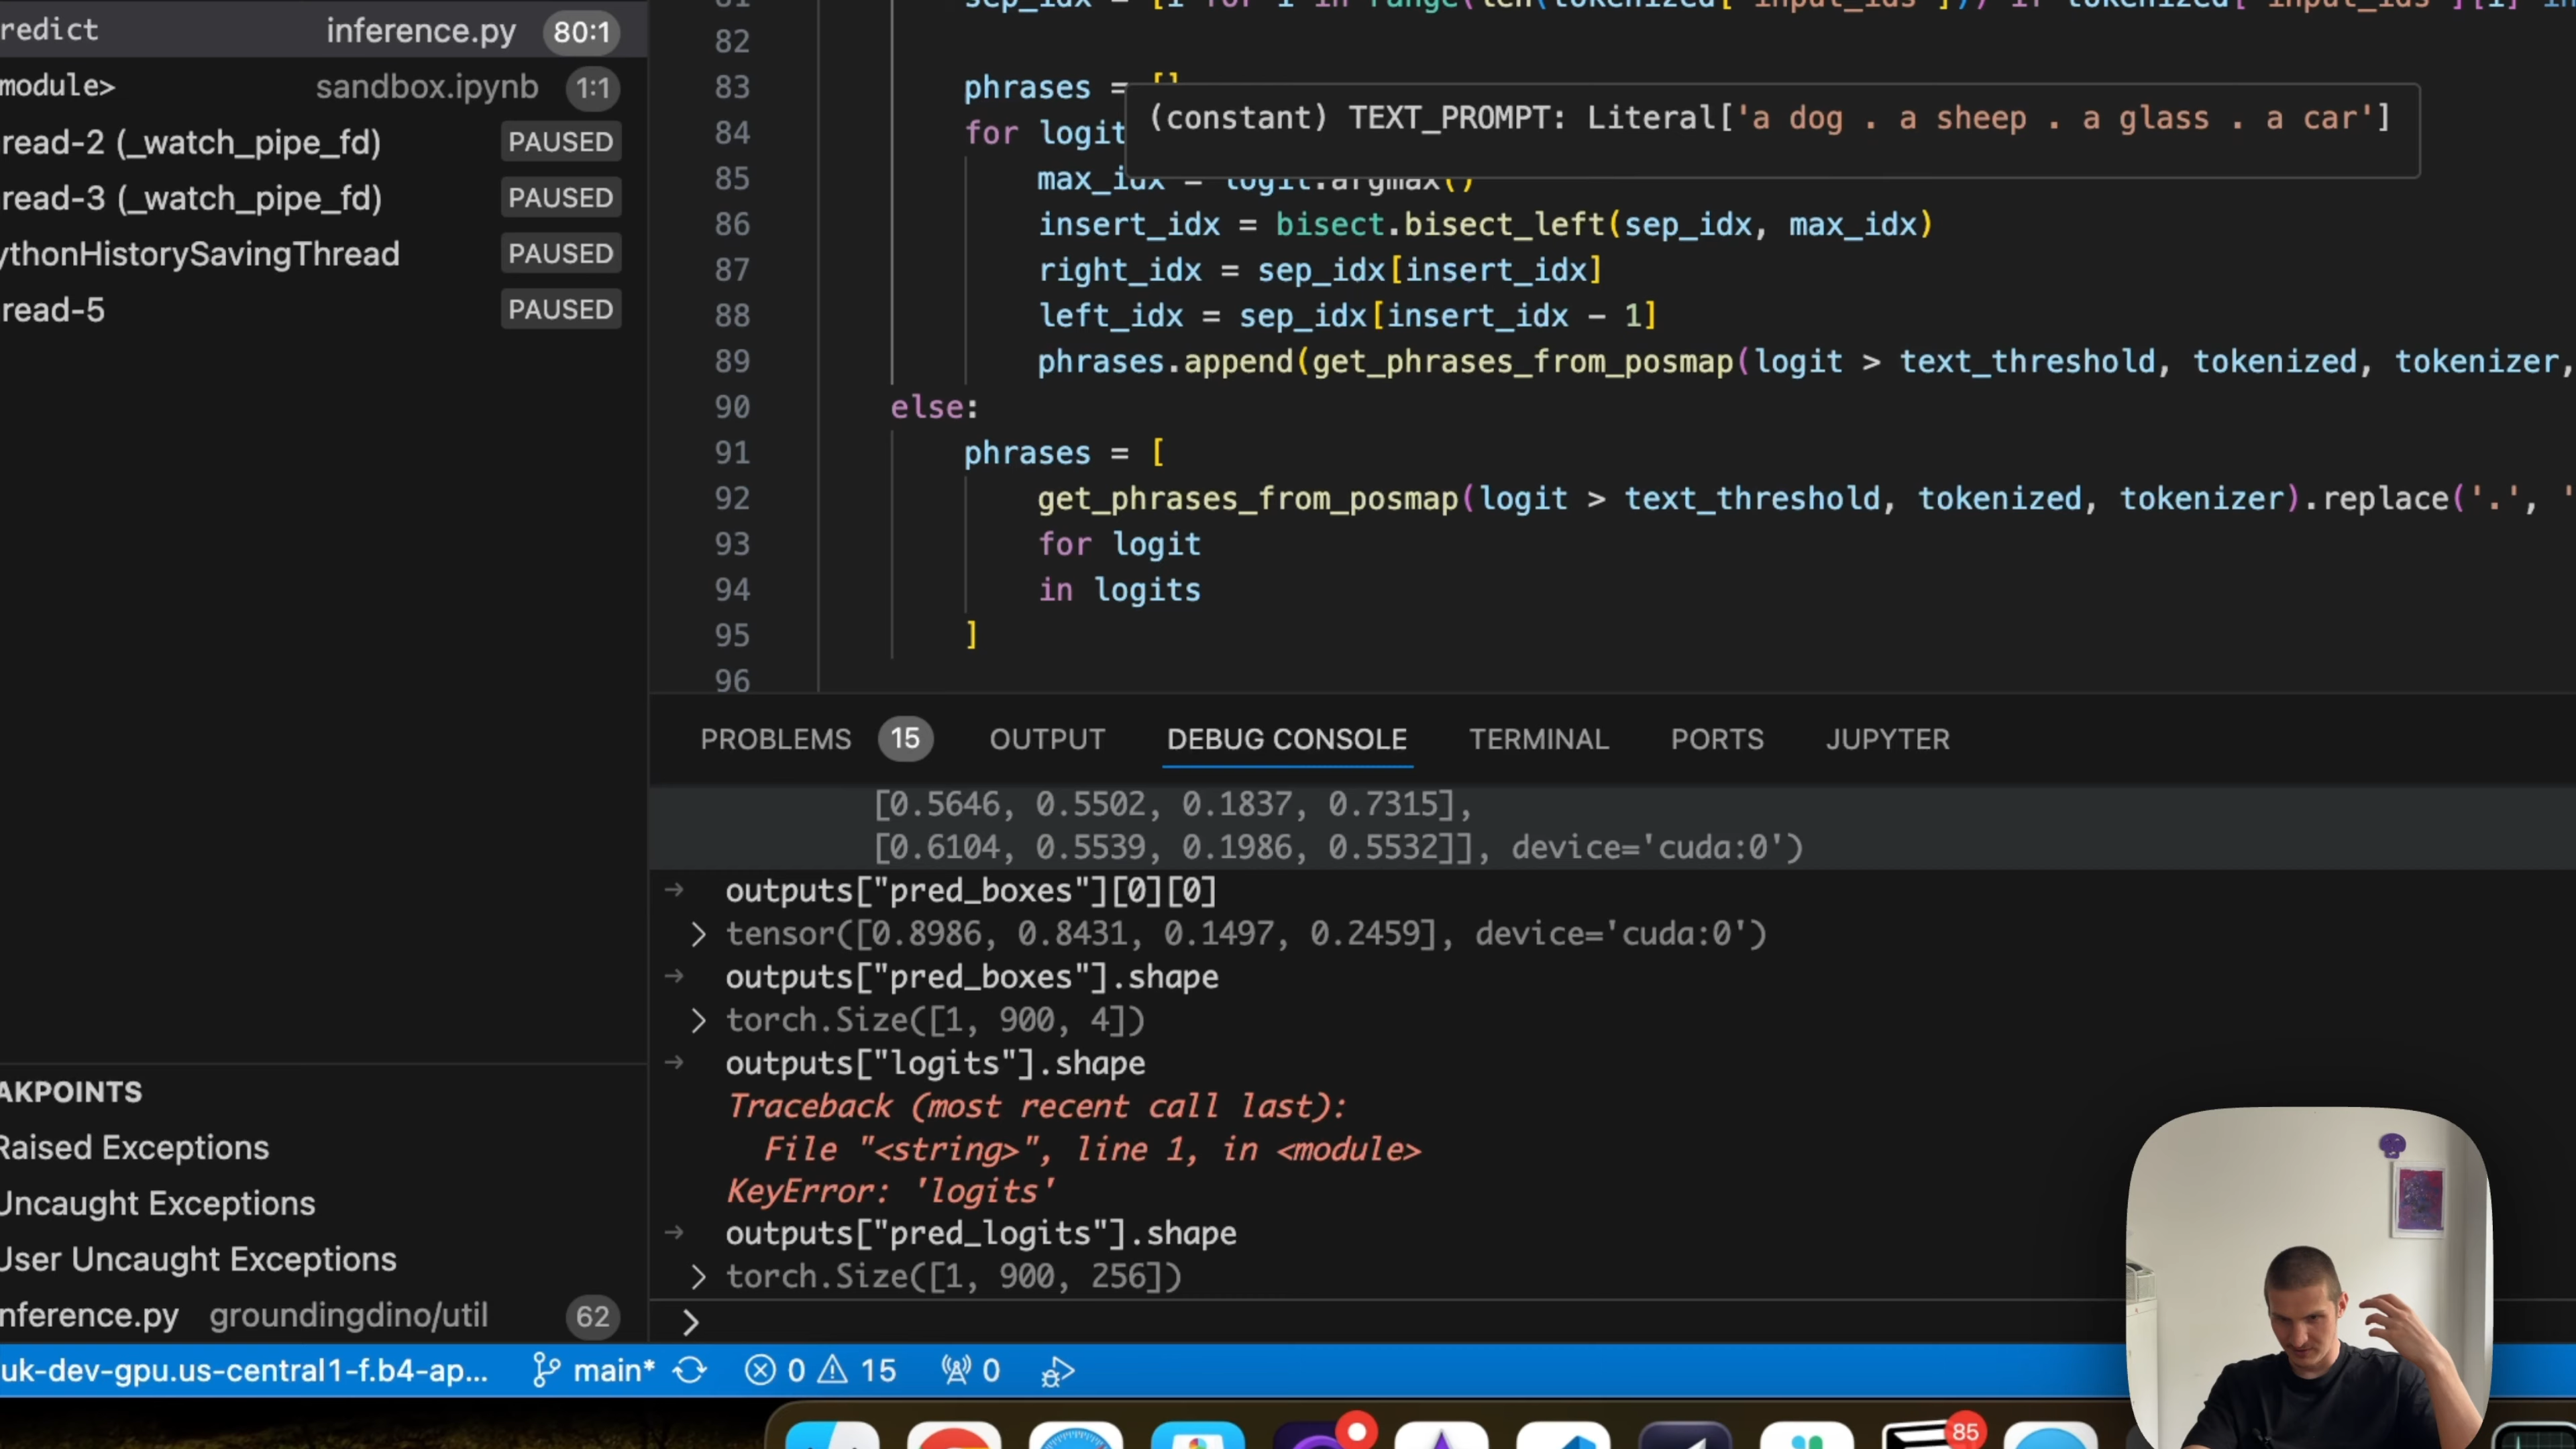 redict inference.py 80:1
module> sandbox.ipynb 1:1
read-2 (_watch_pipe_fd) PAUSED
read-3 (_watch_pipe_fd) PAUSED
ythonHistorySavingThread PAUSED
read-5 PAUSED
AKPOINTS
Raised Exceptions
Uncaught Exceptions
User Uncaught Exceptions
nference.py groundingdino/util 62
82
83 phrases = []
(constant) TEXT_PROMPT: Literal['a dog . a sheep . a glass . a car']
84 for logit
85 max_idx = logit.argmax()
86 insert_idx = bisect.bisect_left(sep_idx, max_idx)
87 right_idx = sep_idx[insert_idx]
88 left_idx = sep_idx[insert_idx - 1]
89 phrases.append(get_phrases_from_posmap(logit > text_threshold, tokenized, tokenizer,
90 else:
91 phrases = [
92 get_phrases_from_posmap(logit > text_threshold, tokenized, tokenizer).replace('.', '
93 for logit
94 in logits
95 ]
96
PROBLEMS 15 OUTPUT DEBUG CONSOLE TERMINAL PORTS JUPYTER
[0.5646, 0.5502, 0.1837, 0.7315],
[0.6104, 0.5539, 0.1986, 0.5532]], device='cuda:0')
→ outputs["pred_boxes"][0][0]
> tensor([0.8986, 0.8431, 0.1497, 0.2459], device='cuda:0')
→ outputs["pred_boxes"].shape
> torch.Size([1, 900, 4])
→ outputs["logits"].shape
Traceback (most recent call last):
File "<string>", line 1, in <module>
KeyError: 'logits'
→ outputs["pred_logits"].shape
> torch.Size([1, 900, 256])
>
uk-dev-gpu.us-central1-f.b4-ap... main* 0 15 0
85